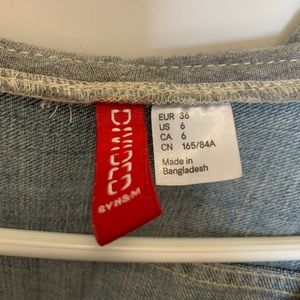 DIVIDED
BY H&M
EUR 36
US 6
CA 6
CN 165/84A
Made in
Bangladesh